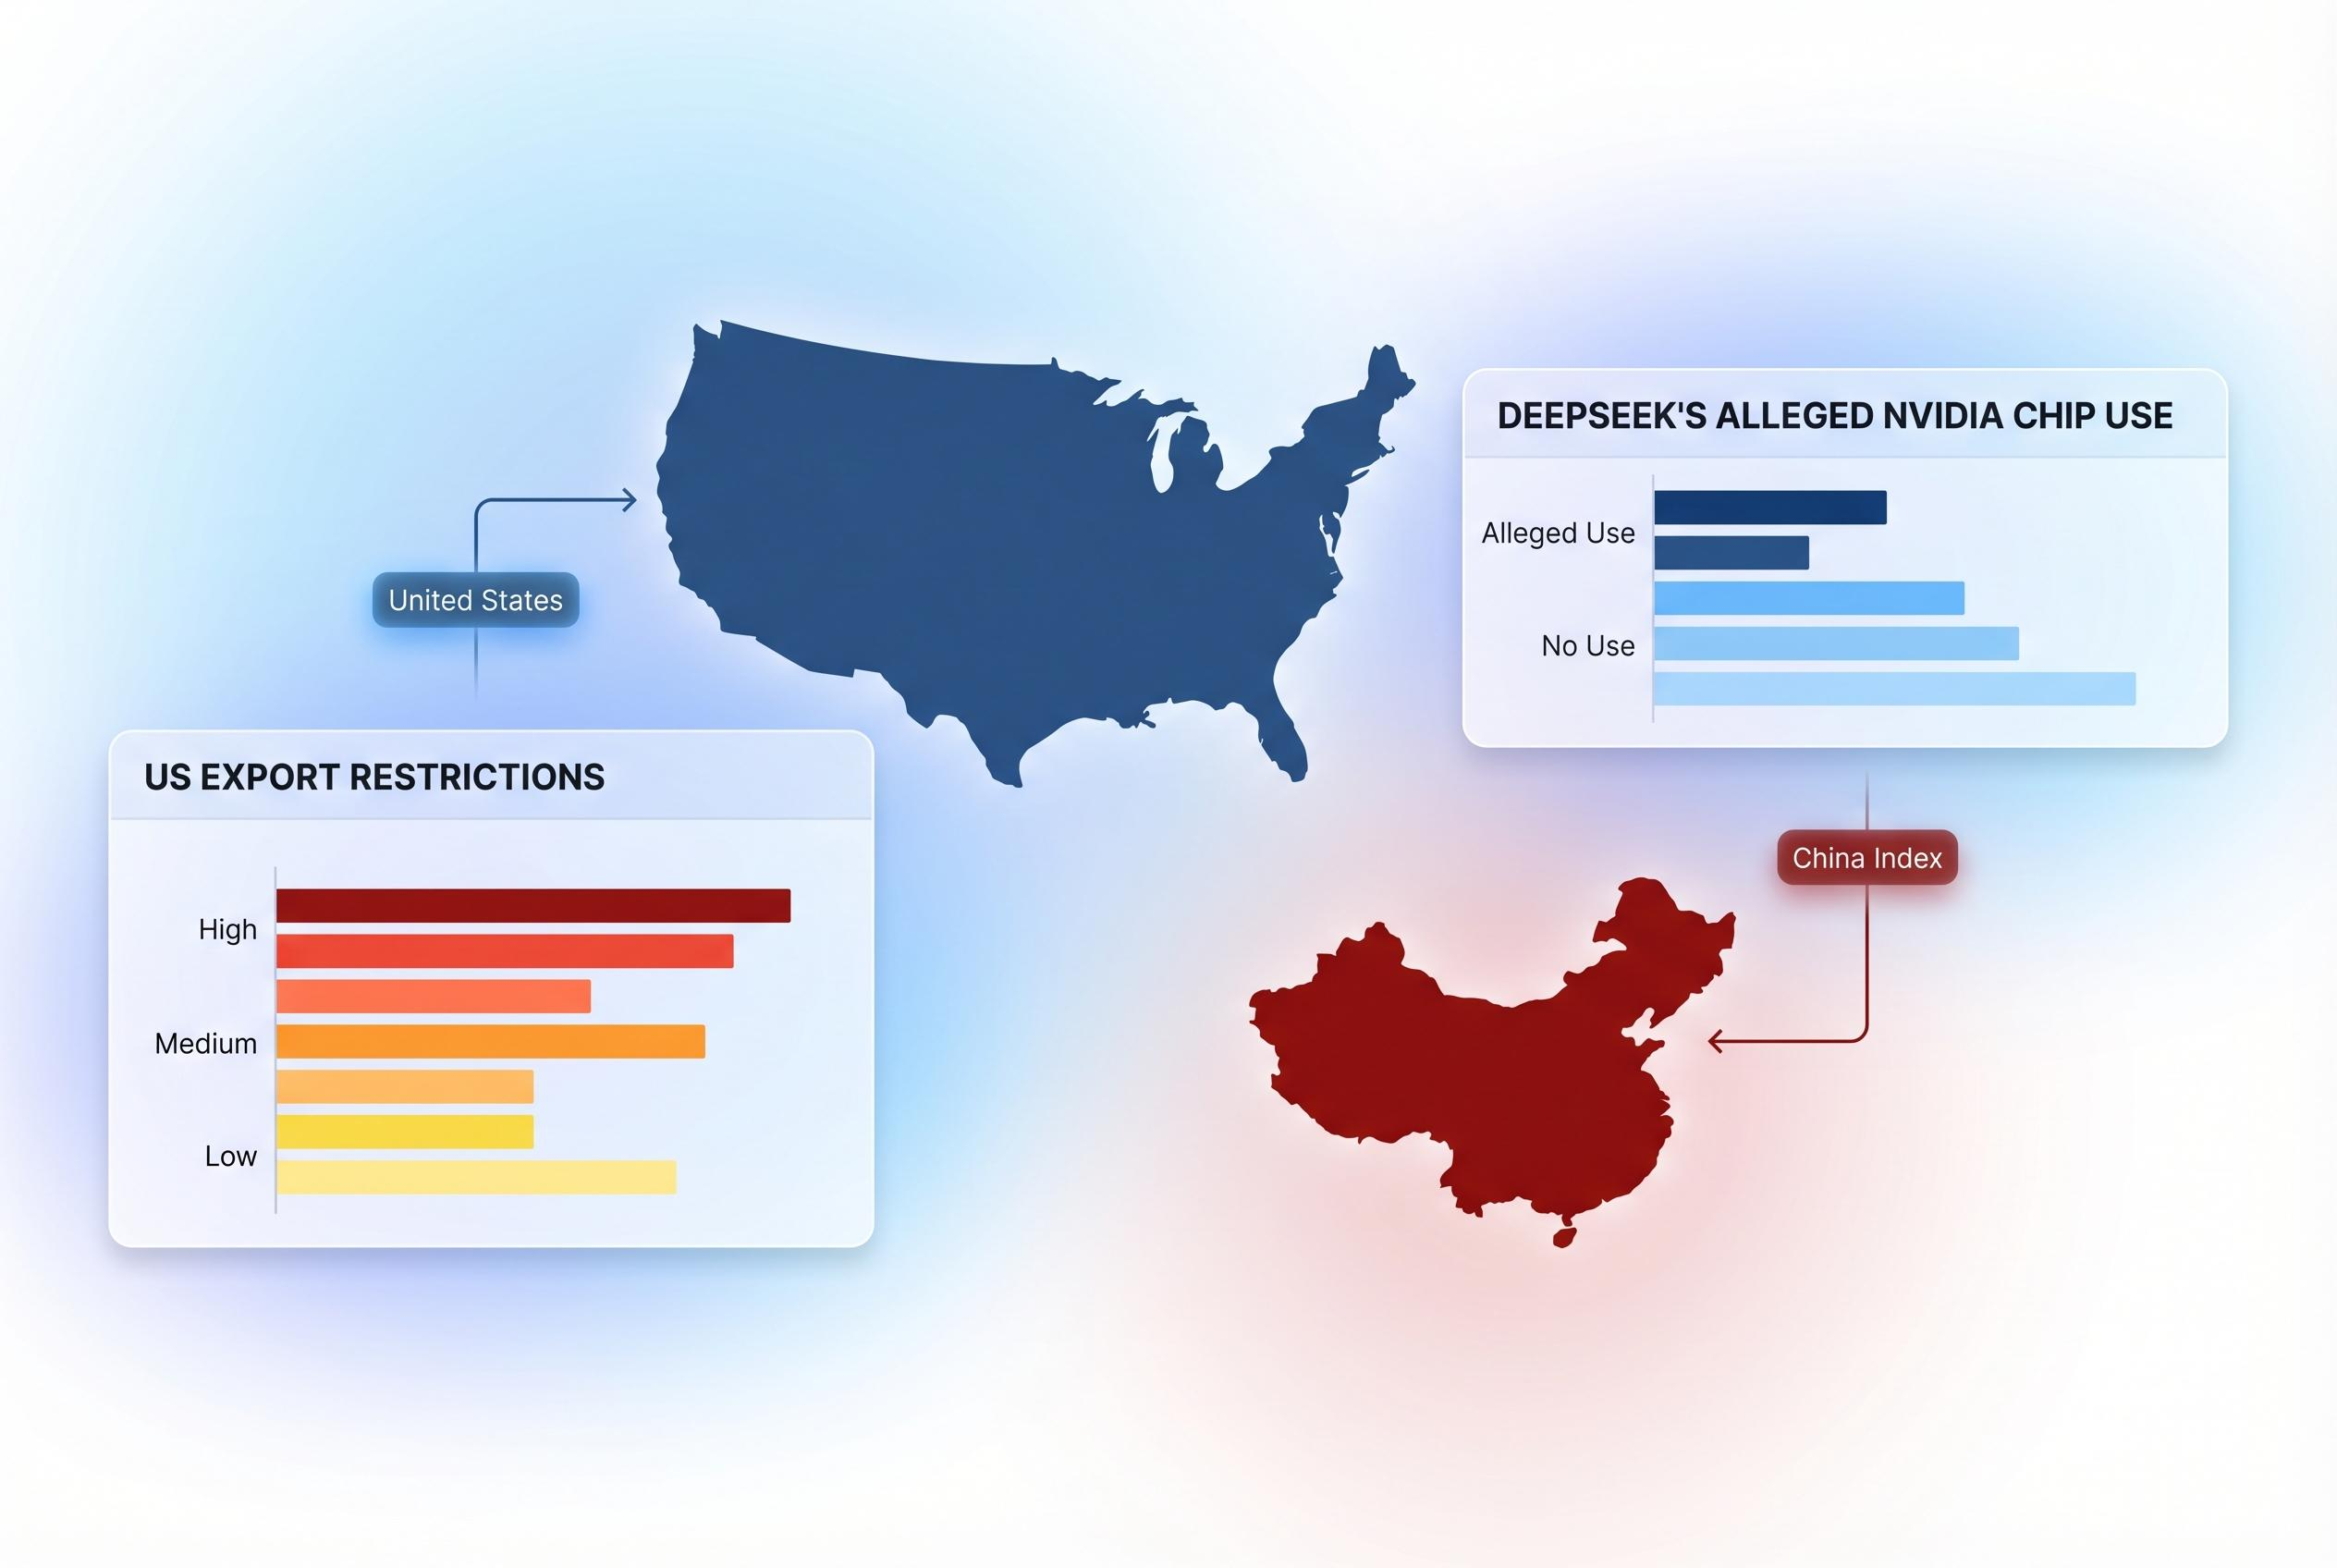 DEEPSEEK'S ALLEGED NVIDIA CHIP USE
Alleged Use
No Use
United States
US EXPORT RESTRICTIONS
High
Medium
Low
China Index